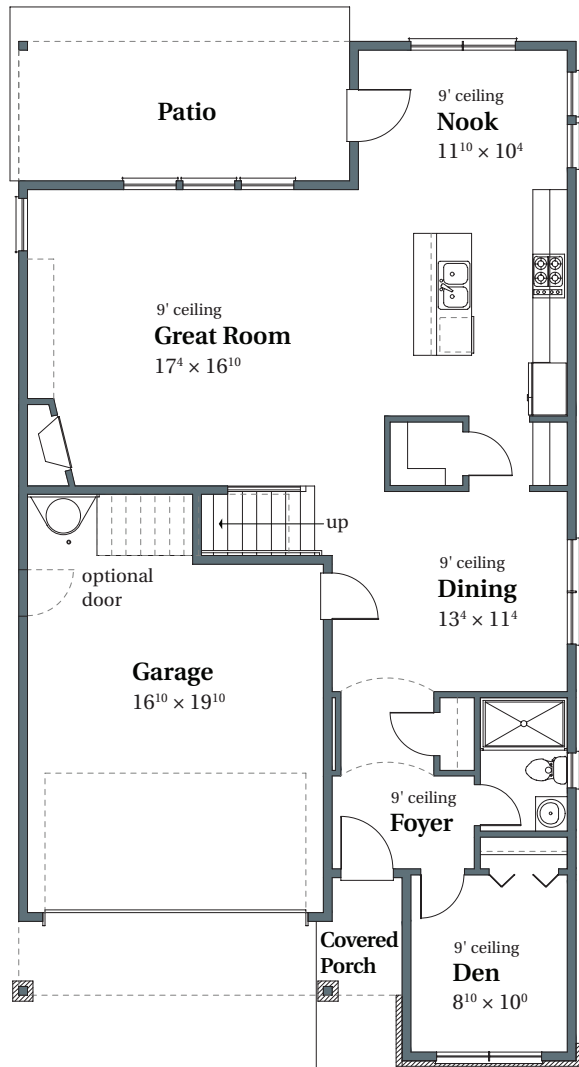 Patio
9' ceiling
Nook
11¹⁰ × 10⁴
9' ceiling
Great Room
17⁴ × 16¹⁰
up
optional
door
9' ceiling
Dining
13⁴ × 11⁴
Garage
16¹⁰ × 19¹⁰
9' ceiling
Foyer
Covered
Porch
9' ceiling
Den
8¹⁰ × 10⁰